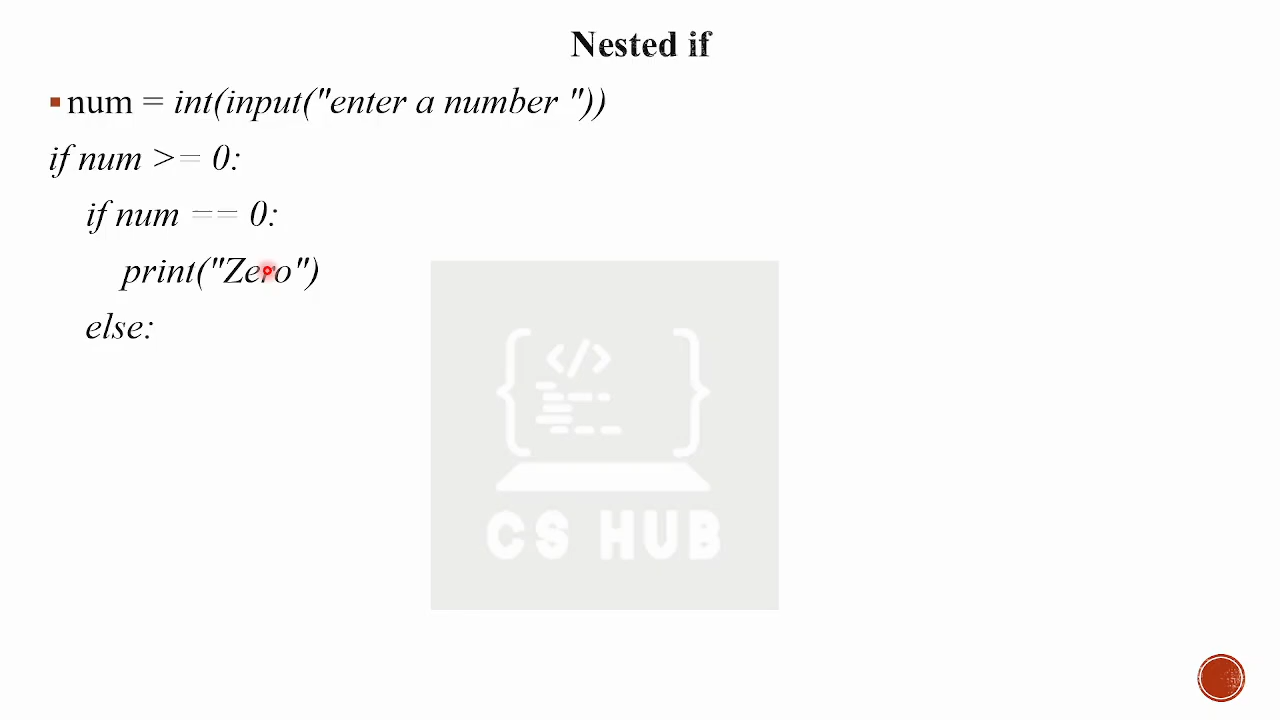 Nested if
num = int(input("enter a number "))
if num >= 0:
if num == 0:
print("Zero")
else:
</>
CS HUB